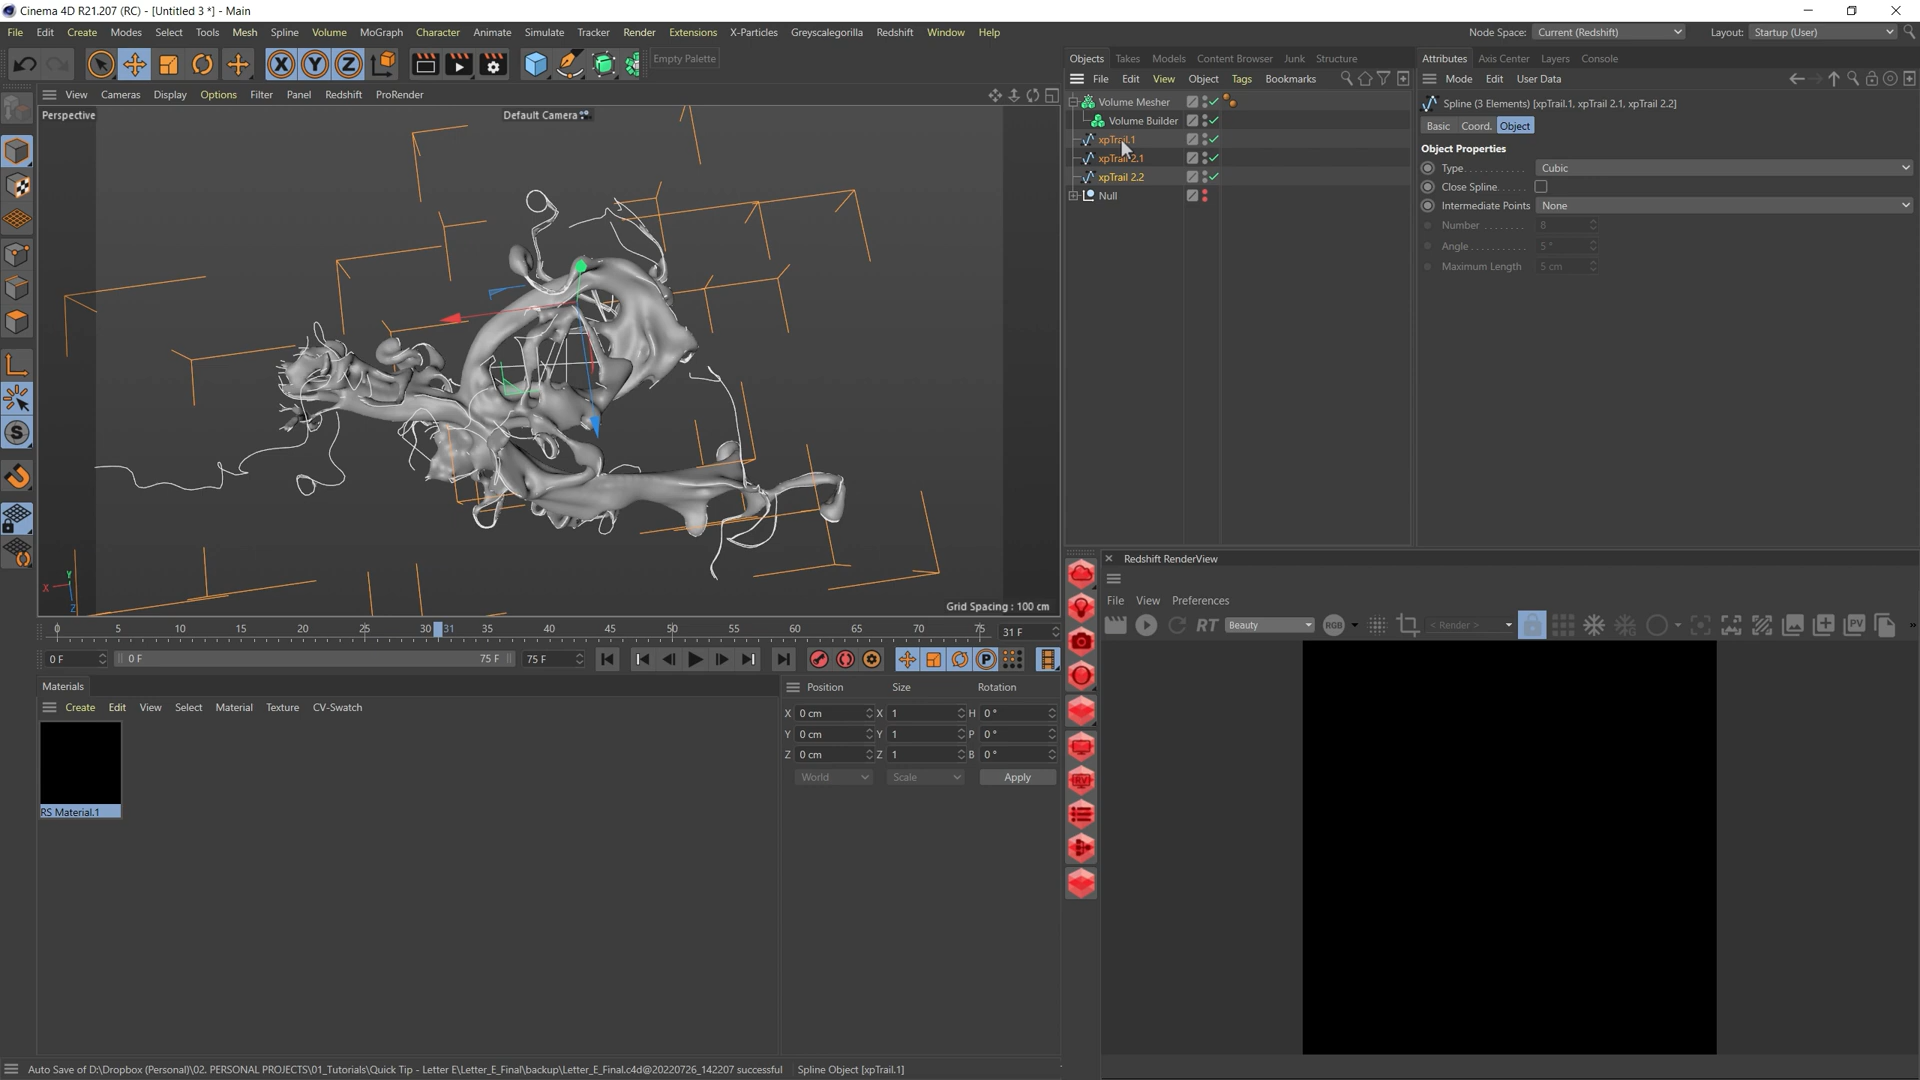 Cinema 4D R21.207 (RC) - [Untitled 3 *] - Main
File Edit Create Modes Select Tools Mesh Spline Volume MoGraph Character Animate Simulate Tracker Render Extensions X-Particles Greyscalegorilla Redshift Window Help
Node Space: Current (Redshift) Layout: Startup (User)
Empty Palette
Objects Takes Models Content Browser Junk Structure
Attributes Axis Center Layers Console
File Edit View Object Tags Bookmarks
Mode Edit User Data
View Cameras Display Options Filter Panel Redshift ProRender
Perspective
Default Camera
Volume Mesher
Volume Builder
xpTrail.1
xpTrail 2.1
xpTrail 2.2
Null
Spline (3 Elements) [xpTrail.1, xpTrail 2.1, xpTrail 2.2]
Basic Coord. Object
Object Properties
Type Cubic
Close Spline
Intermediate Points None
Number 8
Angle 5 °
Maximum Length 5 cm
X Y Z
Grid Spacing : 100 cm
0 5 10 15 20 25 30 31 35 40 45 50 55 60 65 70 75 31 F
0 F 0 F 75 F 75 F
Materials
Create Edit View Select Material Texture CV-Swatch
RS Material.1
Position Size Rotation
X 0 cm X 1 H 0 °
Y 0 cm Y 1 P 0 °
Z 0 cm Z 1 B 0 °
World Scale Apply
Redshift RenderView
File View Preferences
RT Beauty RGB < Render > PV
RV
Auto Save of D:\Dropbox (Personal)\02. PERSONAL PROJECTS\01_Tutorials\Quick Tip - Letter E\Letter_E_Final\backup\Letter_E_Final.c4d@20220726_142207 successful Spline Object [xpTrail.1]